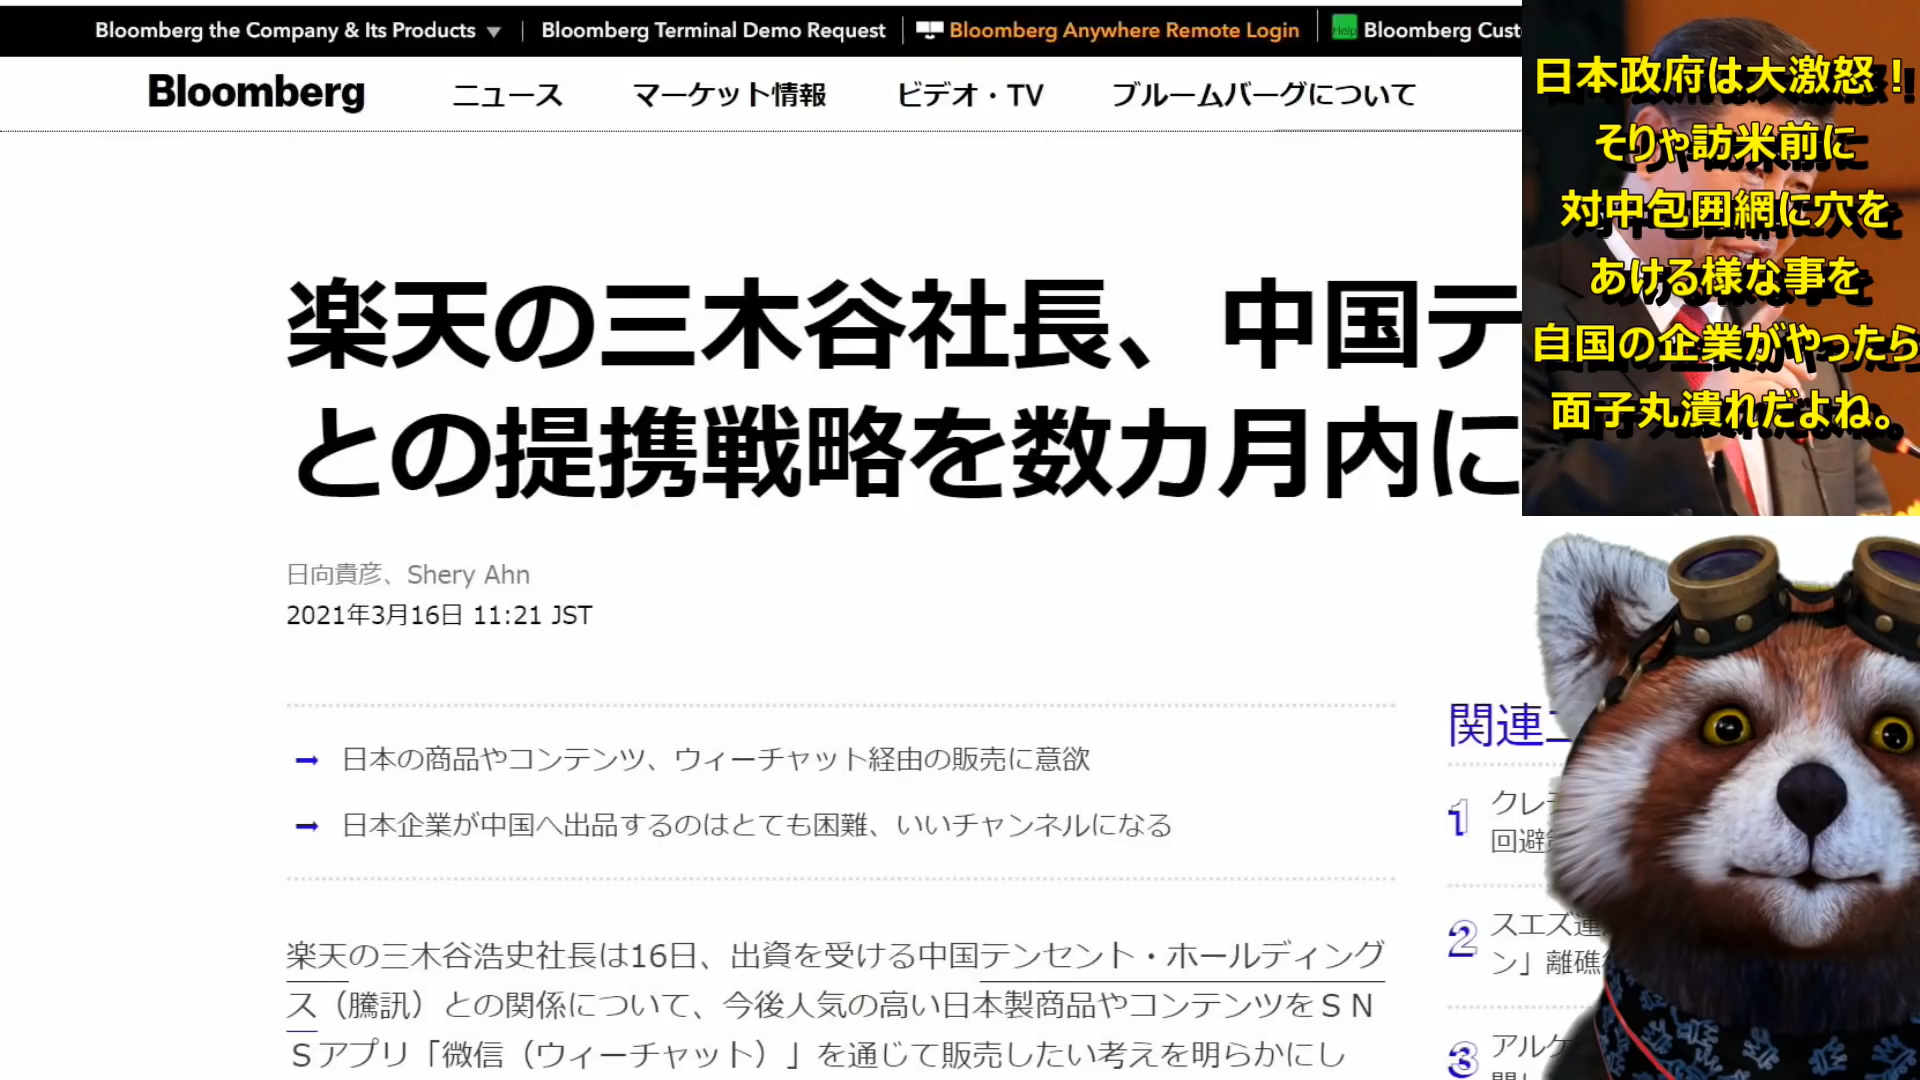 Bloomberg the Company & Its Products
Bloomberg Terminal Demo Request
Bloomberg Anywhere Remote Login
Help
Bloomberg
Bloomberg
ニュース
マーケット情報
ビデオ・TV
ブルームバーグについて
日本政府は大激怒！
そりゃ訪米前に
対中包囲網に穴を
あける様な事を
自国の企業がやったら
面子丸潰れだよね。
楽天の三木谷社長、中国テ
との提携戦略を数カ月内に
日向貴彦、Shery Ahn
2021年3月16日 11:21 JST
日本の商品やコンテンツ、ウィーチャット経由の販売に意欲
日本企業が中国へ出品するのはとても困難、いいチャンネルになる
楽天の三木谷浩史社長は16日、出資を受ける中国テンセント・ホールディング
ス（騰訊）との関係について、今後人気の高い日本製商品やコンテンツをＳＮ
Ｓアプリ「微信（ウィーチャット）」を通じて販売したい考えを明らかにし
関連
1
クレ
回避
2
スエズ運
ン」離礁
3
アルケ